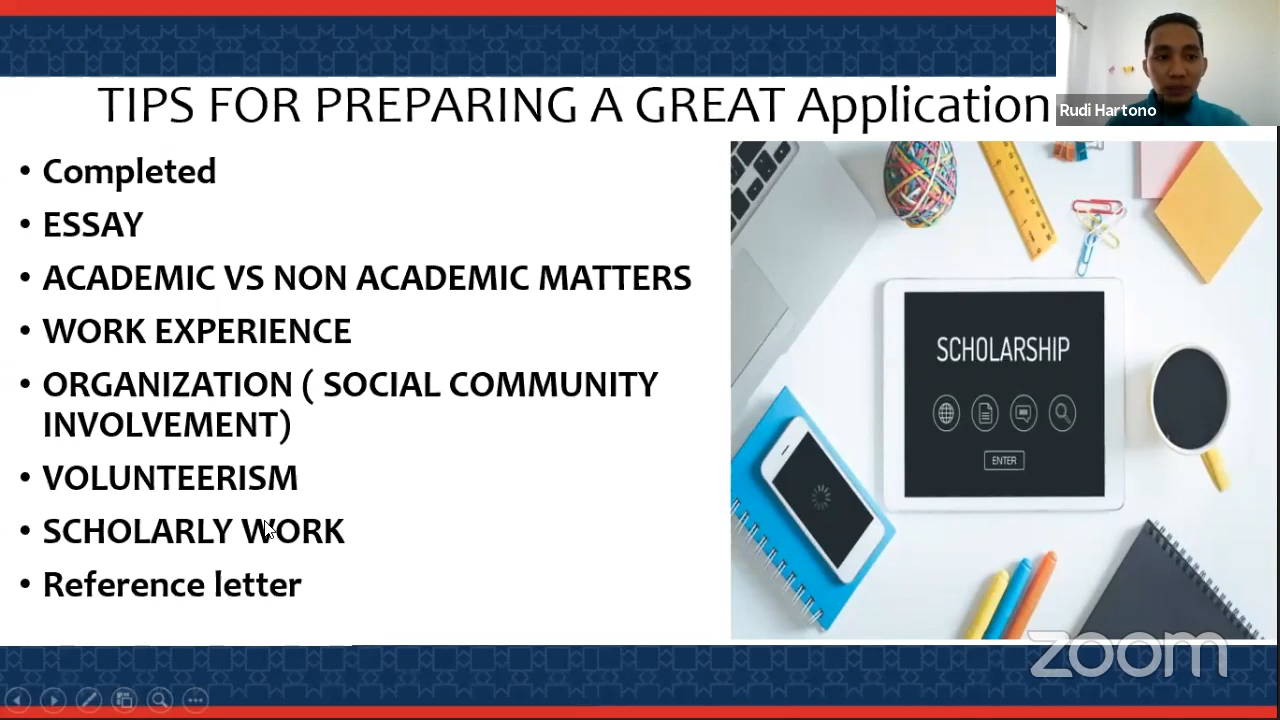 TIPS FOR PREPARING A GREAT Application
Rudi Hartono
• Completed
• ESSAY
• ACADEMIC VS NON ACADEMIC MATTERS
• WORK EXPERIENCE
• ORGANIZATION ( SOCIAL COMMUNITY
INVOLVEMENT)
• VOLUNTEERISM
• SCHOLARLY WORK
• Reference letter
SCHOLARSHIP
ENTER
zoom